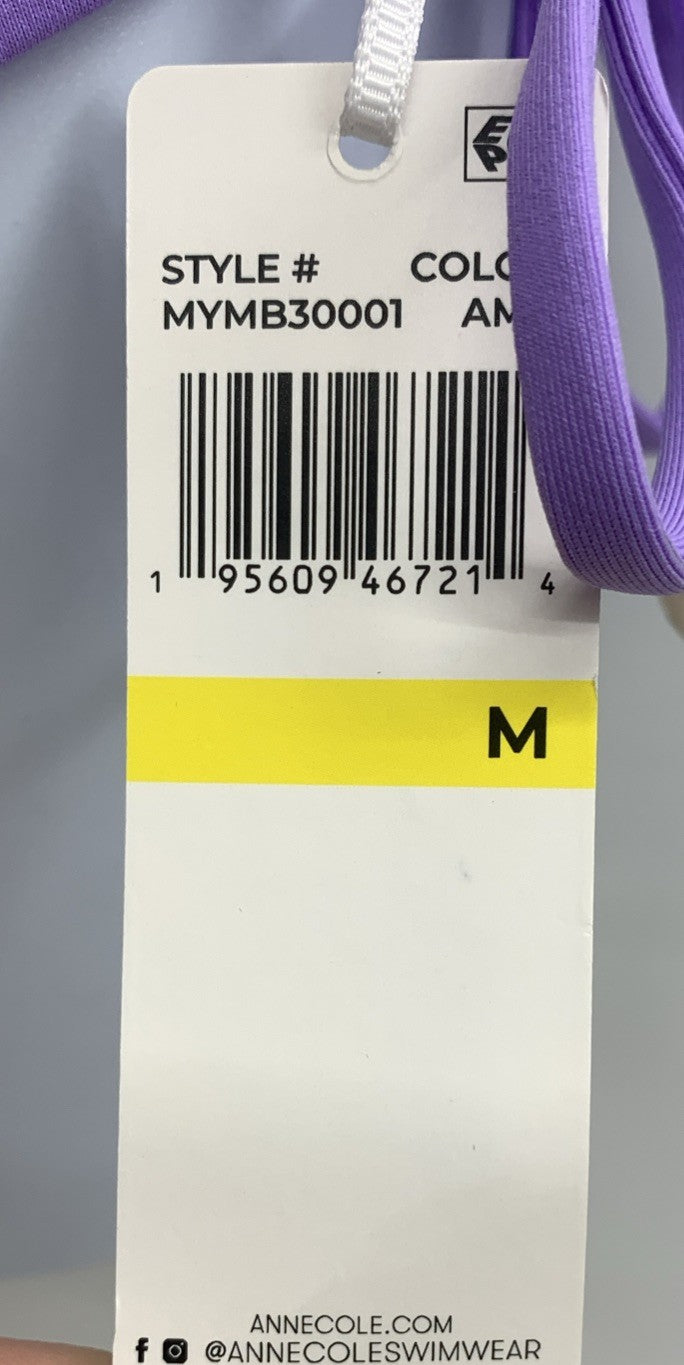 STYLE #
MYMB30001
1 95609 46721 4
M
ANNECOLE.COM
@ANNECOLESWIMWEAR